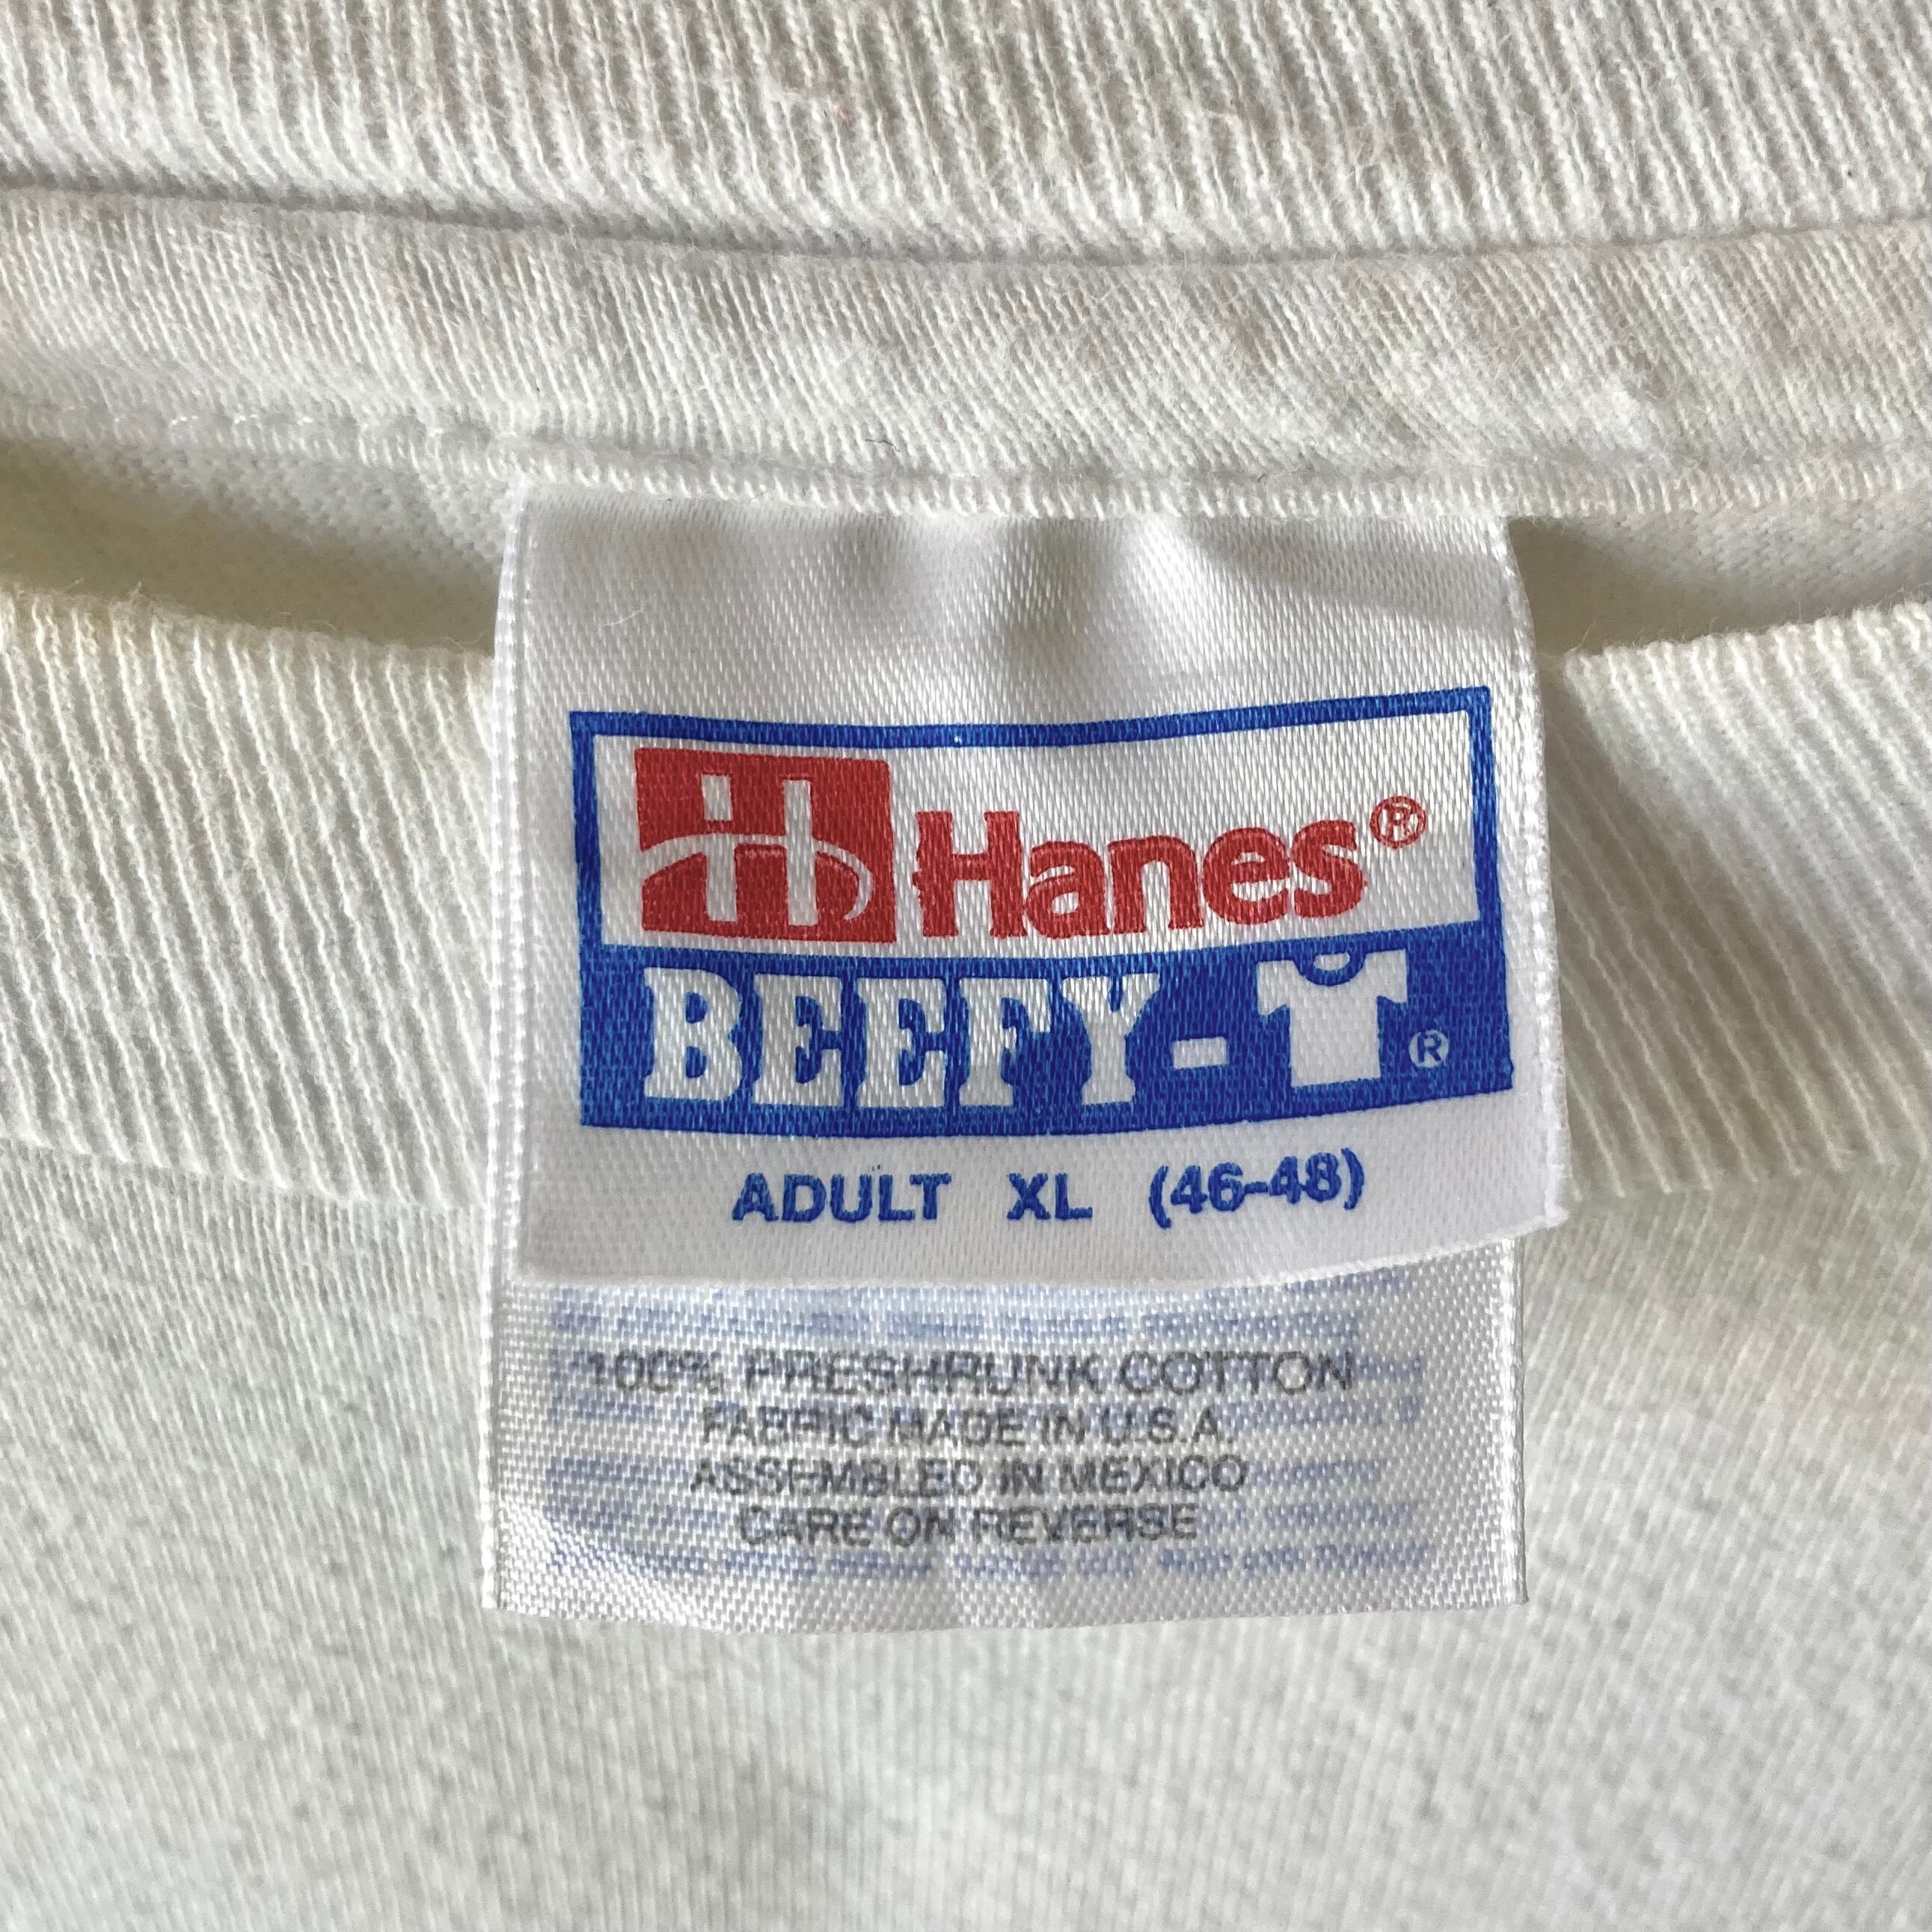 H Hanes®
BEEFY-T®
ADULT XL (46-48)
100% PRESHRUNK COTTON
FABRIC MADE IN U.S.A.
ASSEMBLED IN MEXICO
CARE ON REVERSE